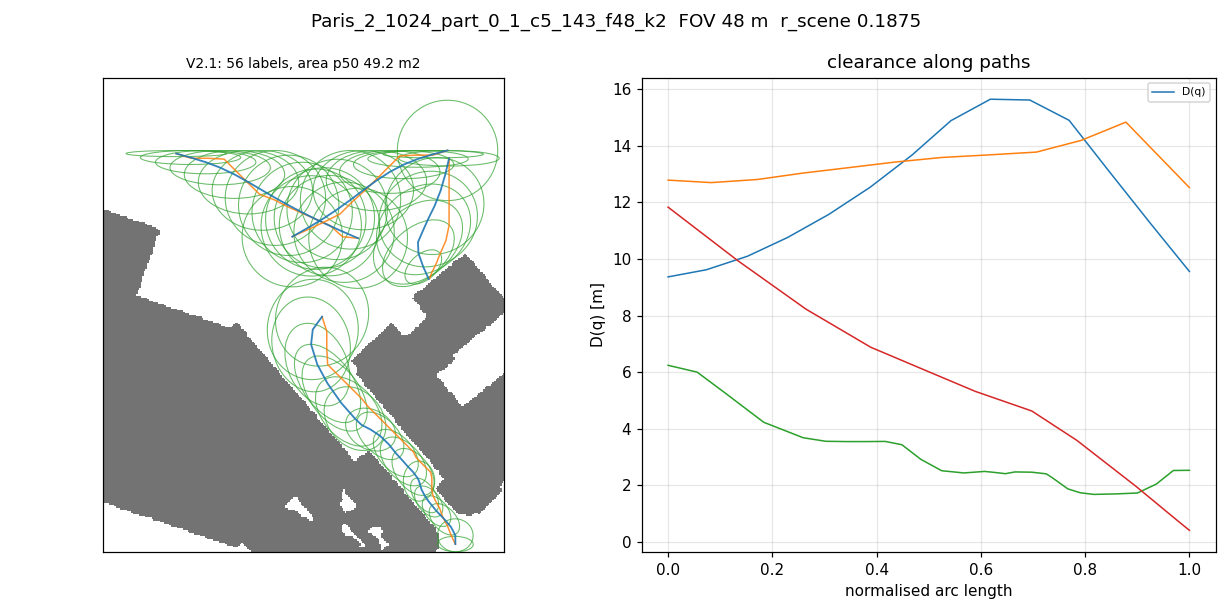 Paris_2_1024_part_0_1_c5_143_f48_k2 FOV 48 m r_scene 0.1875
V2.1: 56 labels, area p50 49.2 m2
clearance along paths
D(q)
16
14
12
10
8
6
4
2
0
D(q) [m]
0.0 0.2 0.4 0.6 0.8 1.0
normalised arc length